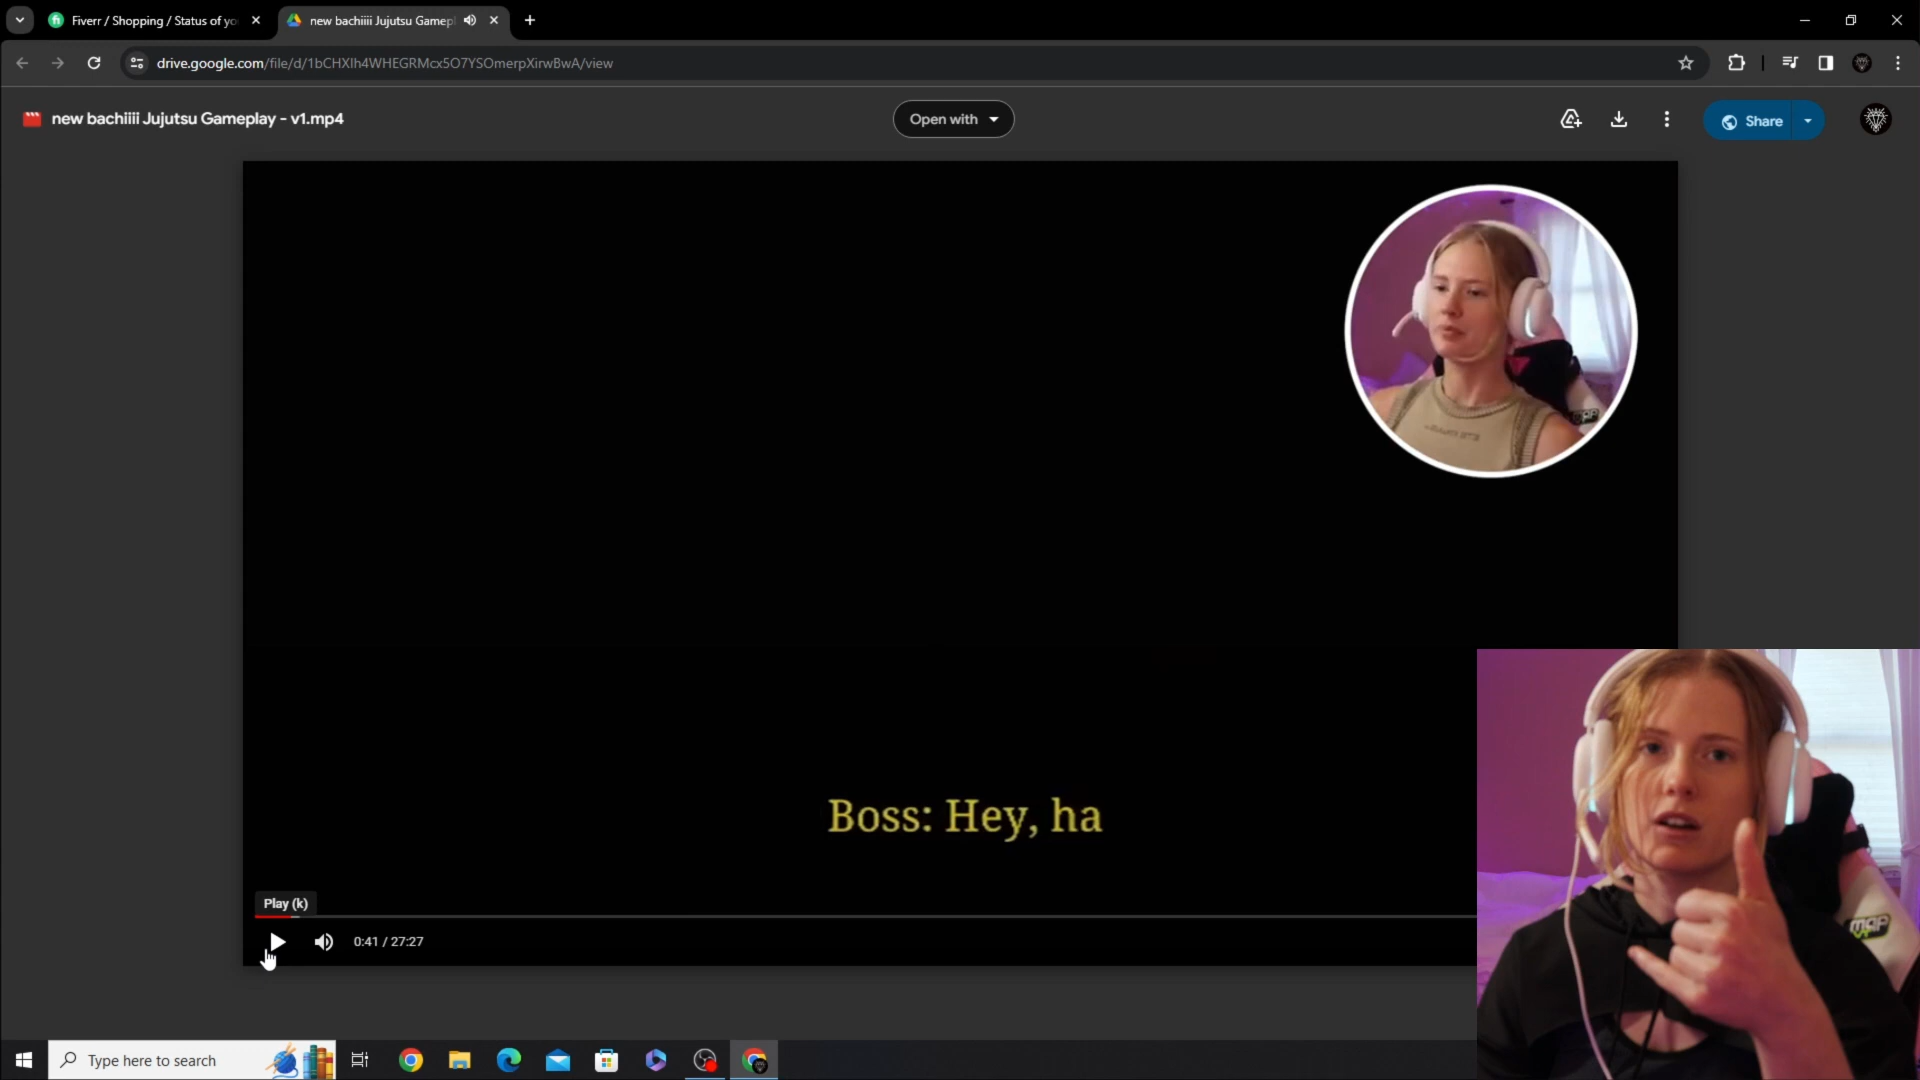 Fiverr / Shopping / Status of yo
new bachiiii Jujutsu Gamepl
drive.google.com/file/d/1bCHXIh4WHEGRMcx5O7YSOmerpXirwBwA/view
new bachiiii Jujutsu Gameplay - v1.mp4
Open with
Share
Boss: Hey, ha
Play (k)
0:41 / 27:27
Type here to search